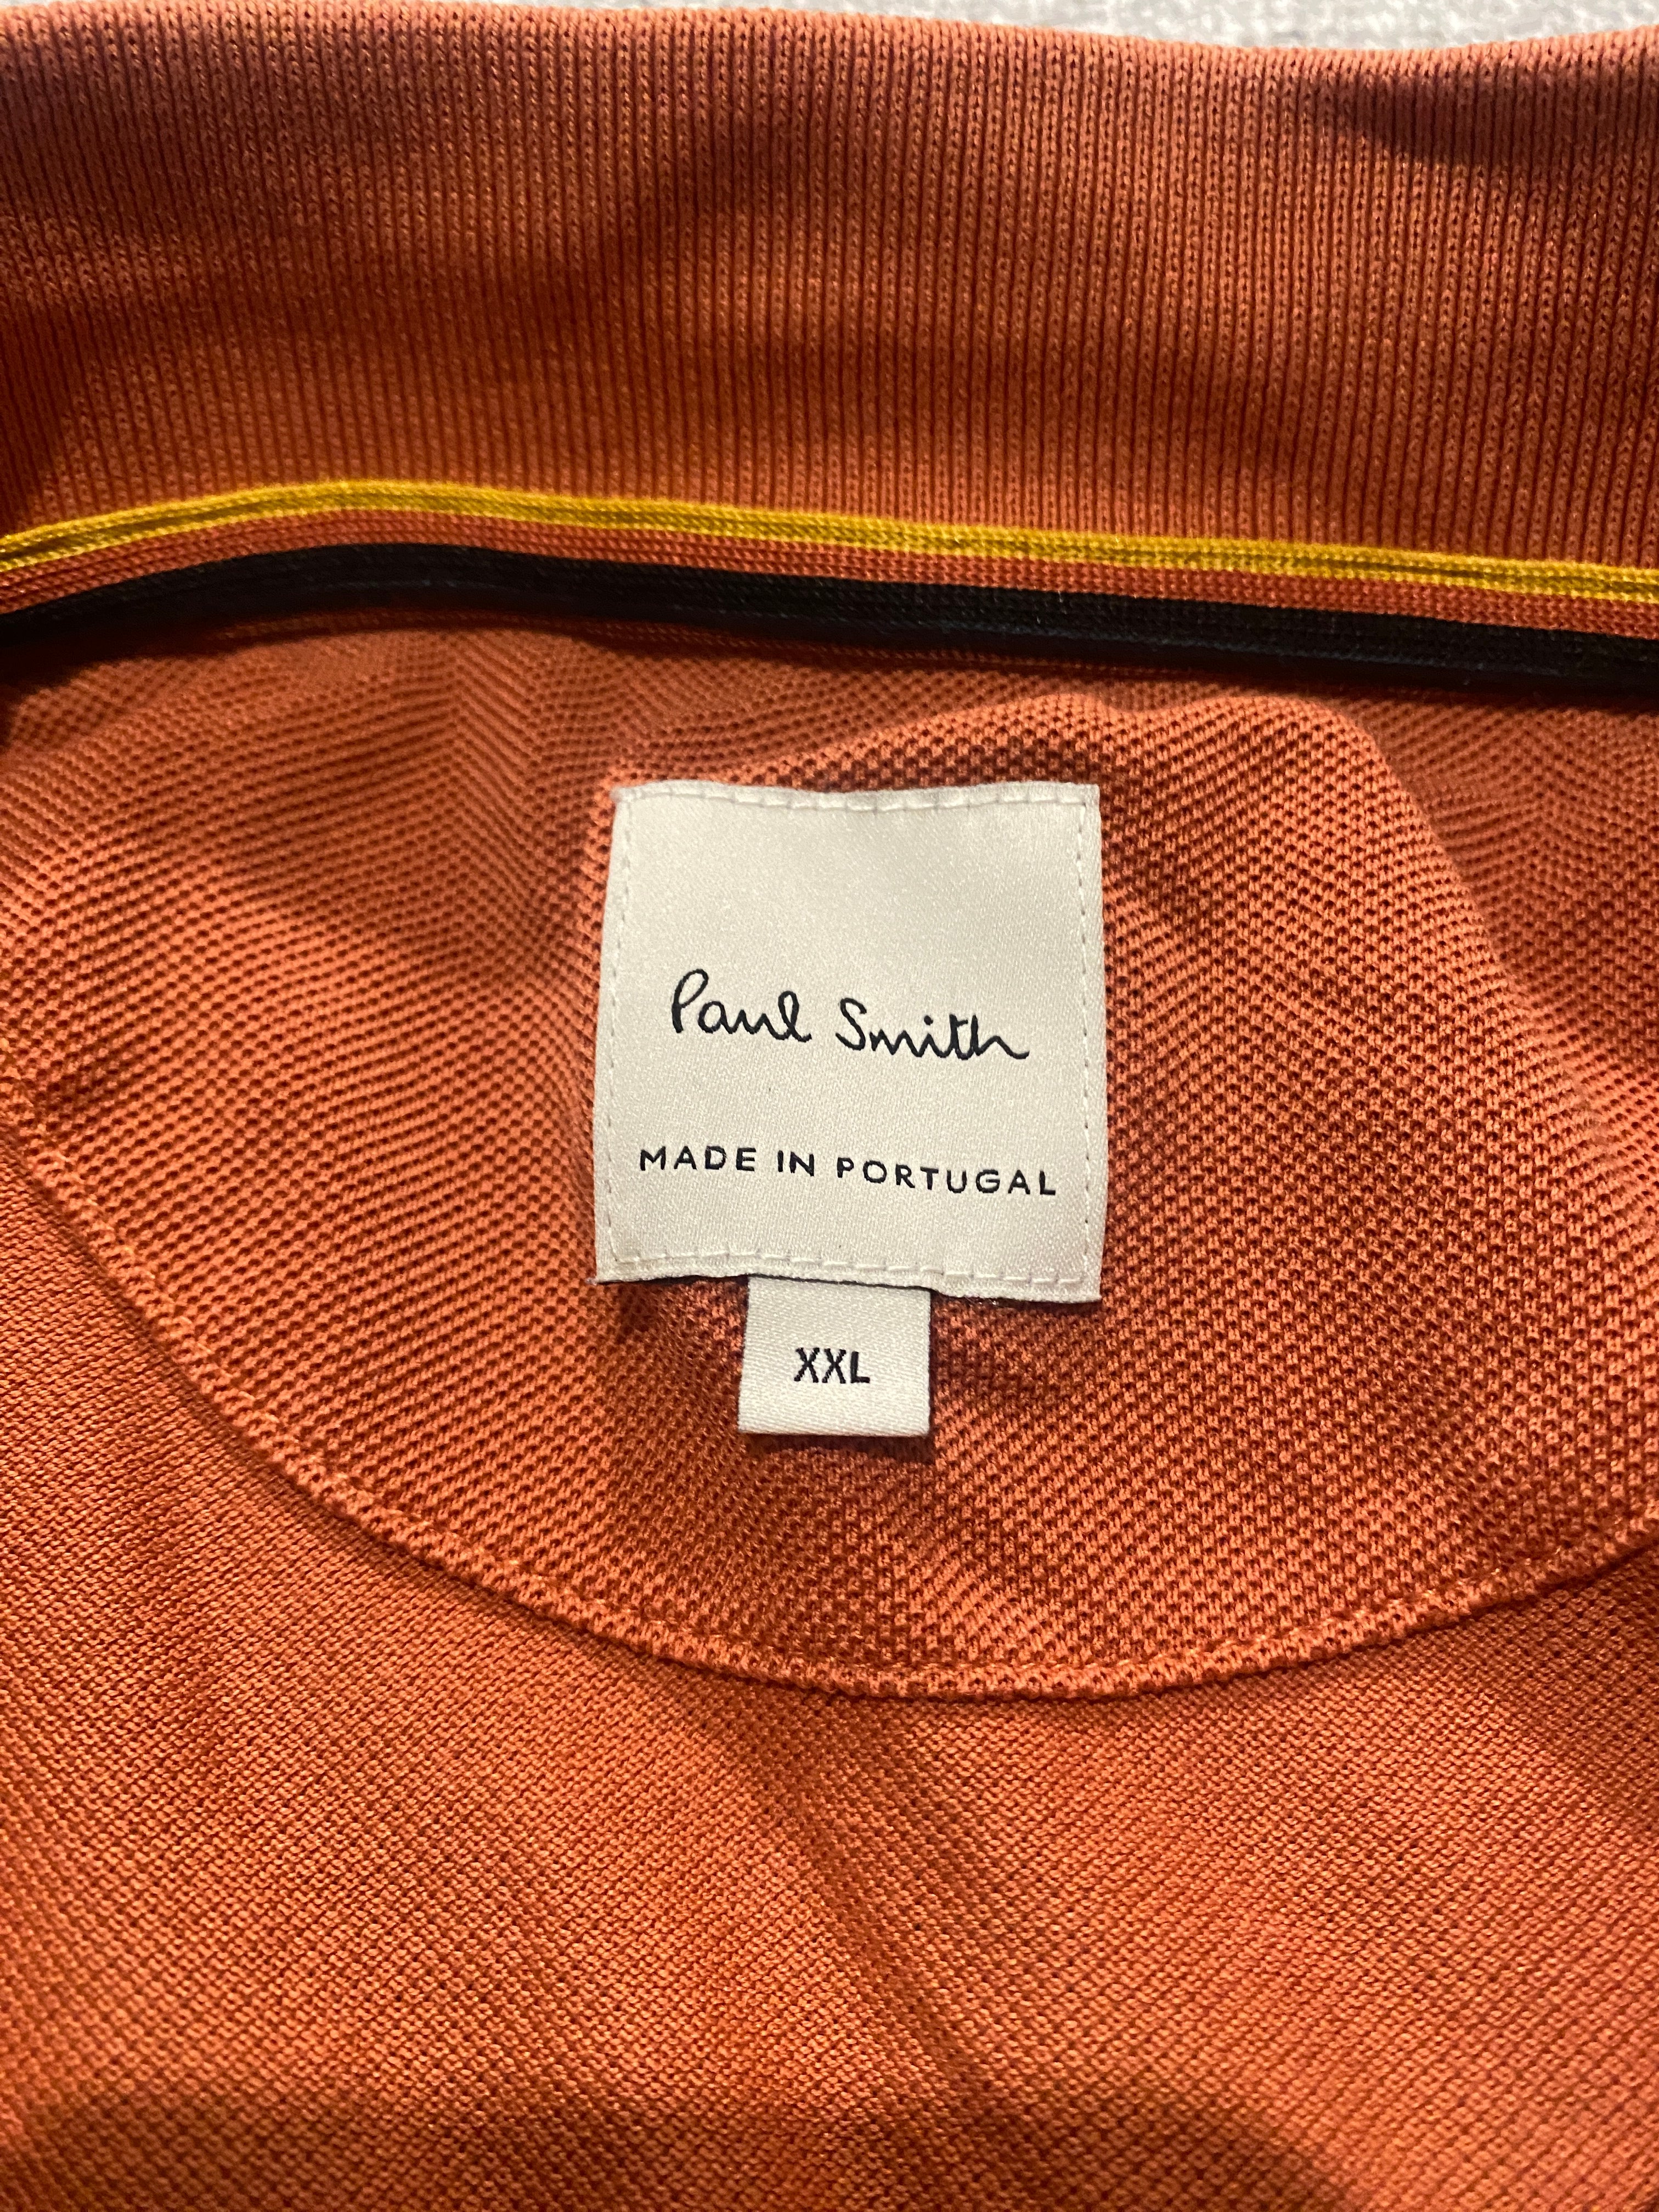 Paul Smith
MADE IN PORTUGAL
XXL